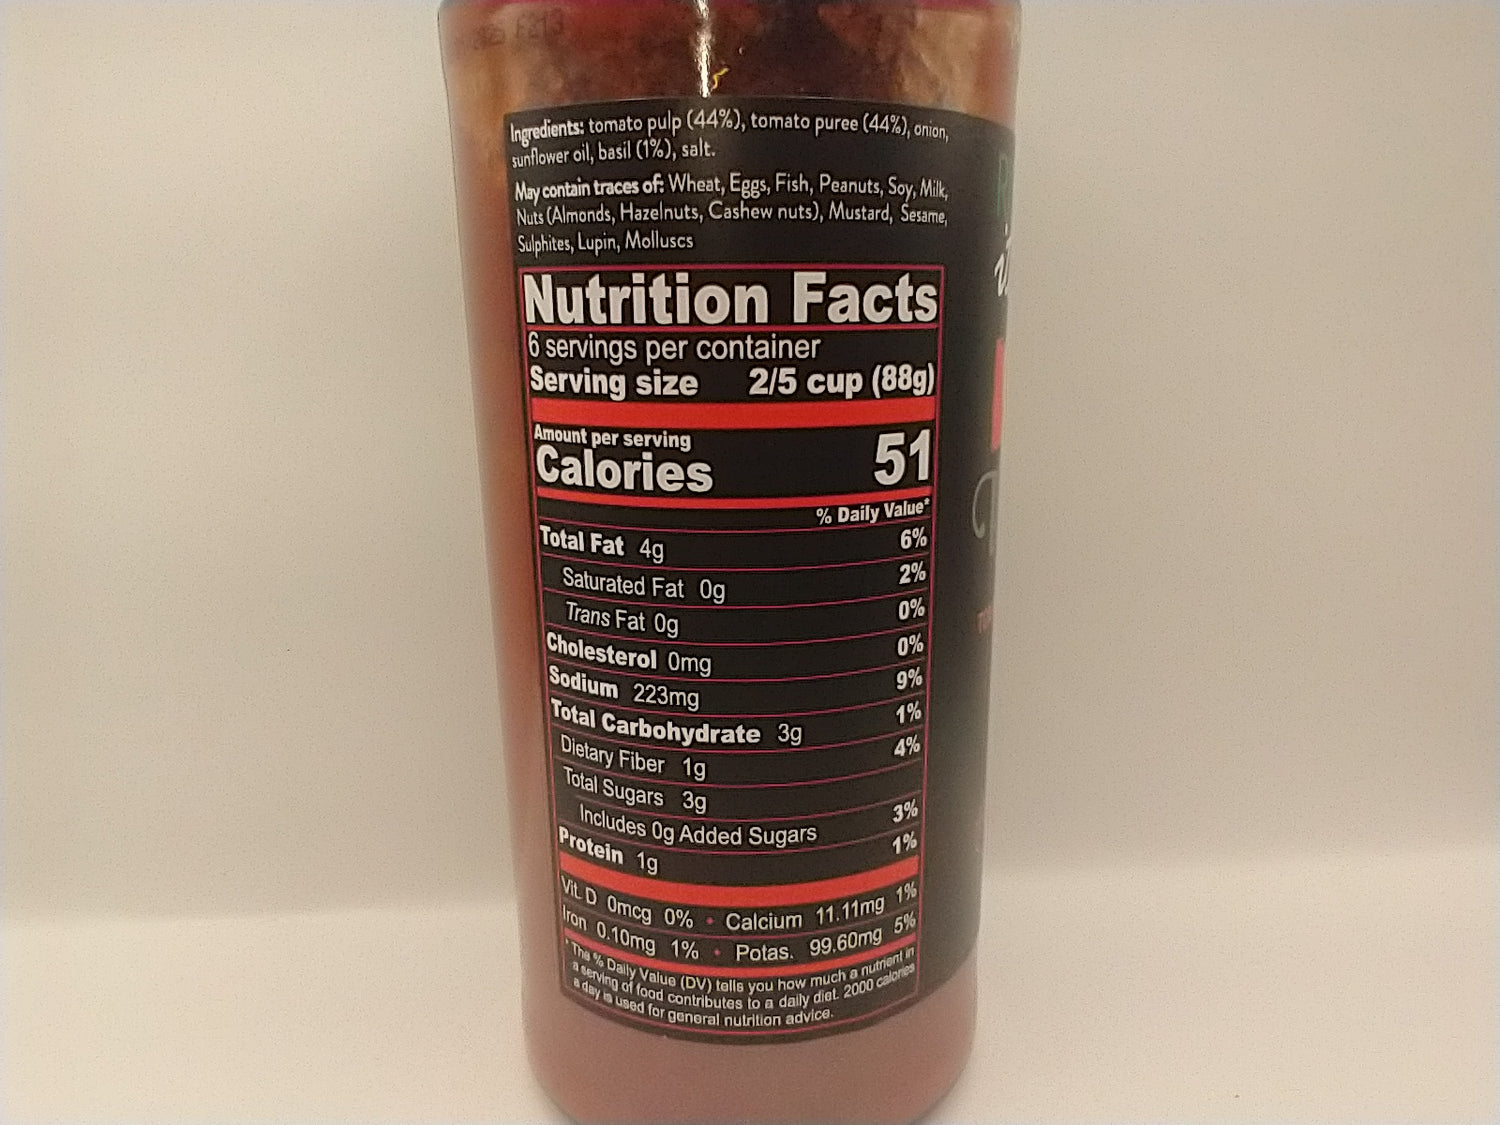 Ingredients: tomato pulp (44%), tomato puree (44%), onion,
sunflower oil, basil (1%), salt.
May contain traces of: Wheat, Eggs, Fish, Peanuts, Soy, Milk,
Nuts (Almonds, Hazelnuts, Cashew nuts), Mustard, Sesame,
Sulphites, Lupin, Molluscs
Nutrition Facts
6 servings per container
Serving size 2/5 cup (88g)
Amount per serving
Calories 51
% Daily Value*
Total Fat 4g 6%
Saturated Fat 0g 2%
Trans Fat 0g 0%
Cholesterol 0mg 0%
Sodium 223mg 9%
Total Carbohydrate 3g 1%
Dietary Fiber 1g 4%
Total Sugars 3g
Includes 0g Added Sugars 3%
Protein 1g 1%
Vit. D 0mcg 0% • Calcium 11.11mg 1%
Iron 0.10mg 1% • Potas. 99.60mg 5%
*The % Daily Value (DV) tells you how much a nutrient in
a serving of food contributes to a daily diet. 2000 calories
a day is used for general nutrition advice.